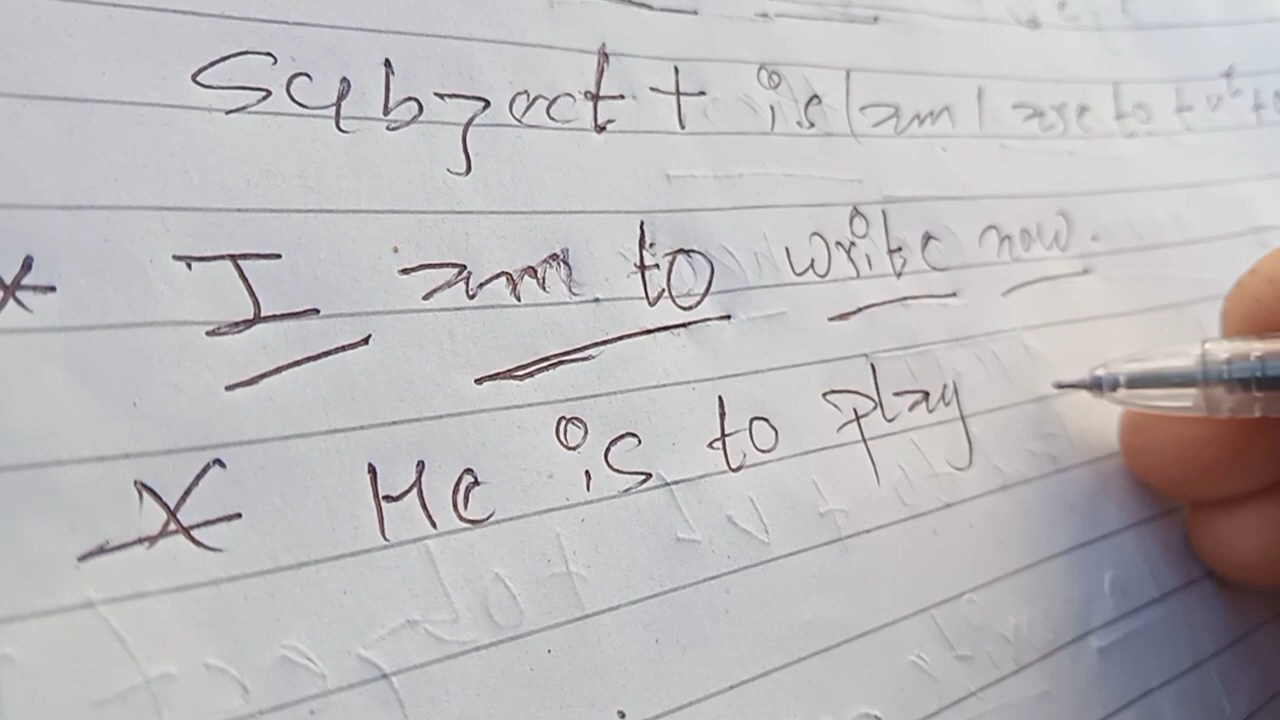 Subject + is / am / are to + v1 +
* I am to write now.
* He is to play